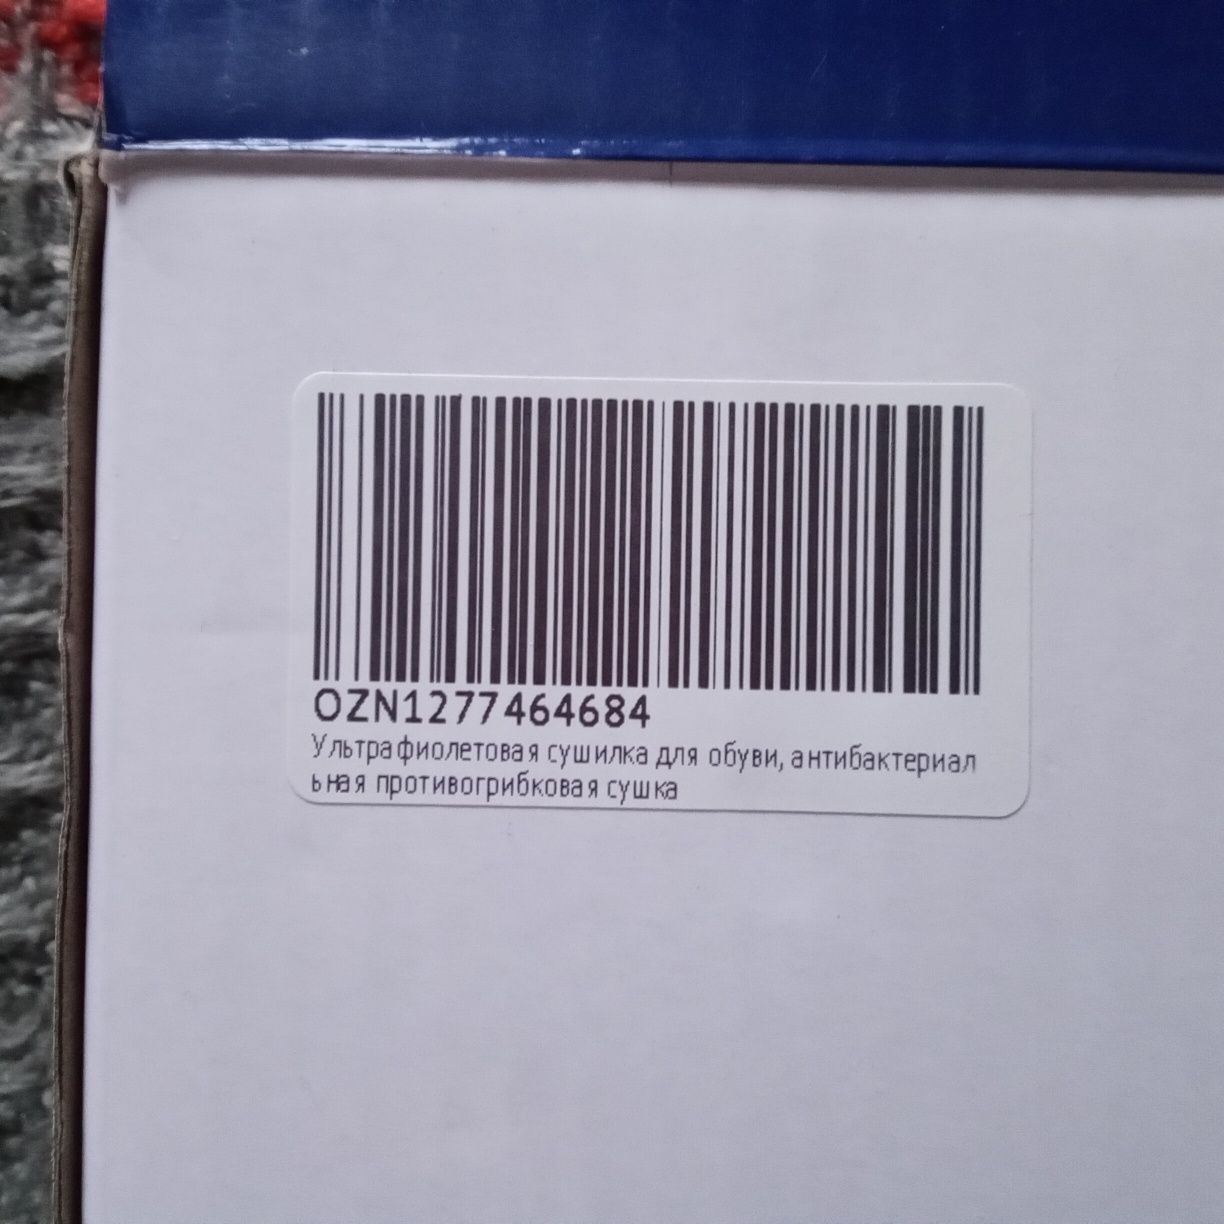 OZN1277464684
Ультрафиолетовая сушилка для обуви, антибактериал
ьная противогрибковая сушка